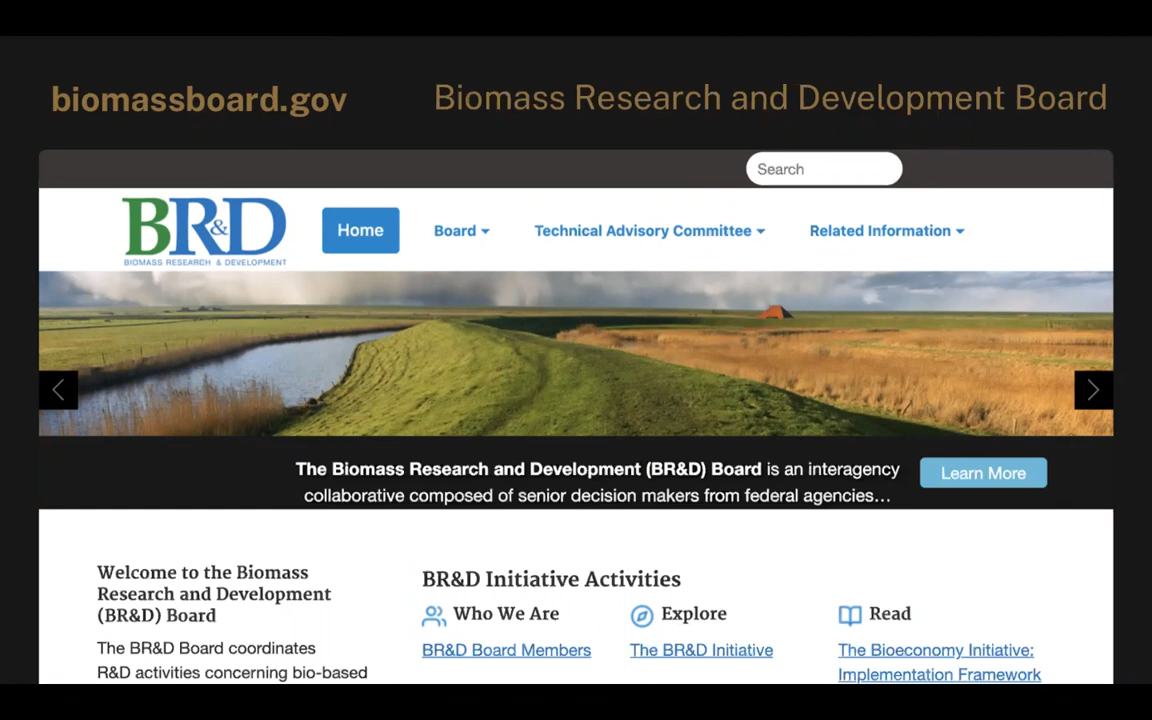 biomassboard.gov
Biomass Research and Development Board
Search
BR&D
BIOMASS RESEARCH & DEVELOPMENT
Home
Board
Technical Advisory Committee
Related Information
The Biomass Research and Development (BR&D) Board is an interagency
collaborative composed of senior decision makers from federal agencies…
Learn More
Welcome to the Biomass
Research and Development
(BR&D) Board
The BR&D Board coordinates
R&D activities concerning bio-based
BR&D Initiative Activities
Who We Are
BR&D Board Members
Explore
The BR&D Initiative
Read
The Bioeconomy Initiative:
Implementation Framework